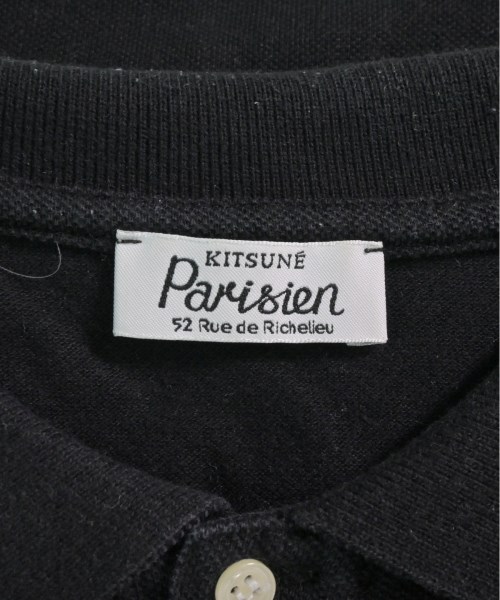 KITSUNÉ
Parisien
52 Rue de Richelieu